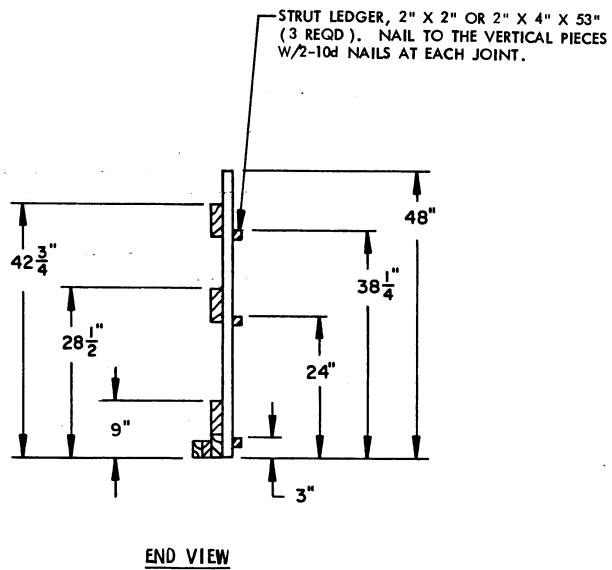 STRUT LEDGER, 2" X 2" OR 2" X 4" X 53"
(3 REQD). NAIL TO THE VERTICAL PIECES
W/2-10d NAILS AT EACH JOINT.
48"
42 3/4"
38 1/4"
28 1/2"
24"
9"
3"
END VIEW